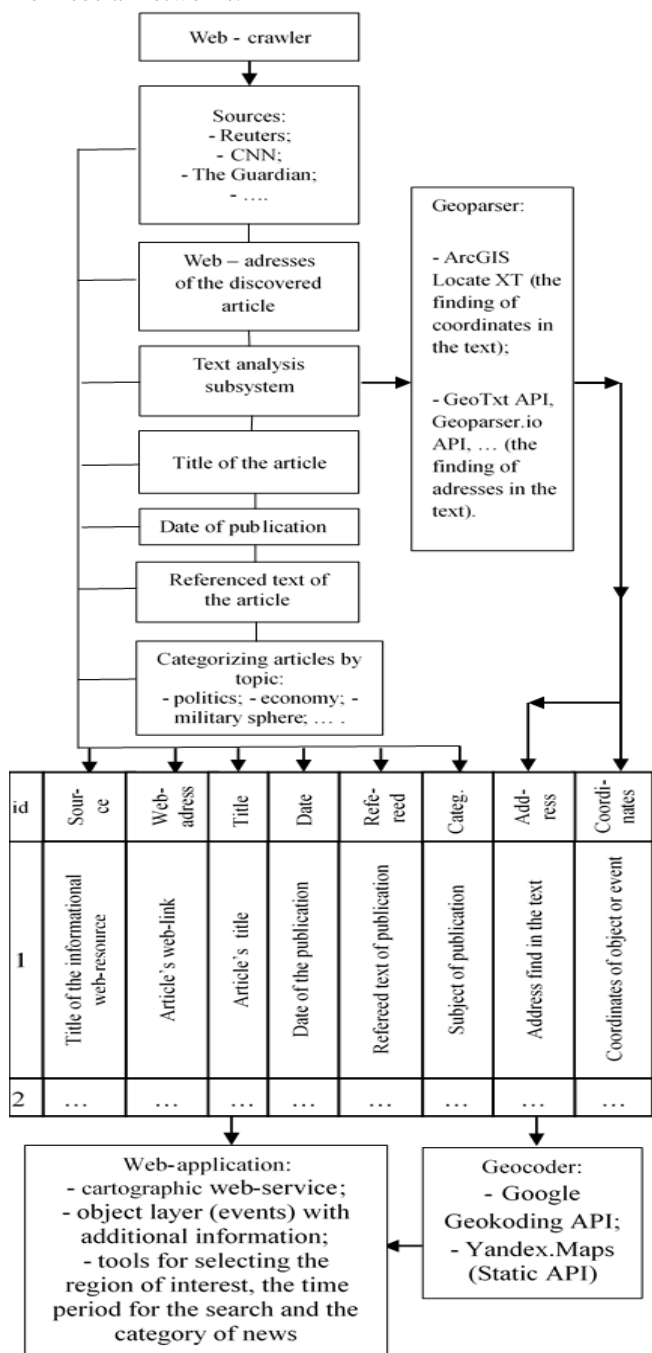 Web - crawler
Sources:
- Reuters;
- CNN;
- The Guardian;
- ....
Web – adresses
of the discovered
article
Text analysis
subsystem
Title of the article
Date of publication
Referenced text of
the article
Categorizing articles by
topic:
- politics; - economy; -
military sphere; ... .
Geoparser:
- ArcGIS
Locate XT (the
finding of
coordinates in
the text);
- GeoTxt API,
Geoparser.io
API, ... (the
finding of
adresses in the
text).
id
Sour-
ce
Web-
adress
Title
Date
Refe-
reed
Categ.
Add-
ress
Coordi-
nates
1
Title of the informational
web-resource
Article's web-link
Article's title
Date of the publication
Refereed text of publication
Subject of publication
Address find in the text
Coordinates of object or event
2
...
...
...
...
...
...
...
...
Web-application:
- cartographic web-service;
- object layer (events) with
additional information;
- tools for selecting the
region of interest, the time
period for the search and the
category of news
Geocoder:
- Google
Geokoding API;
- Yandex.Maps
(Static API)